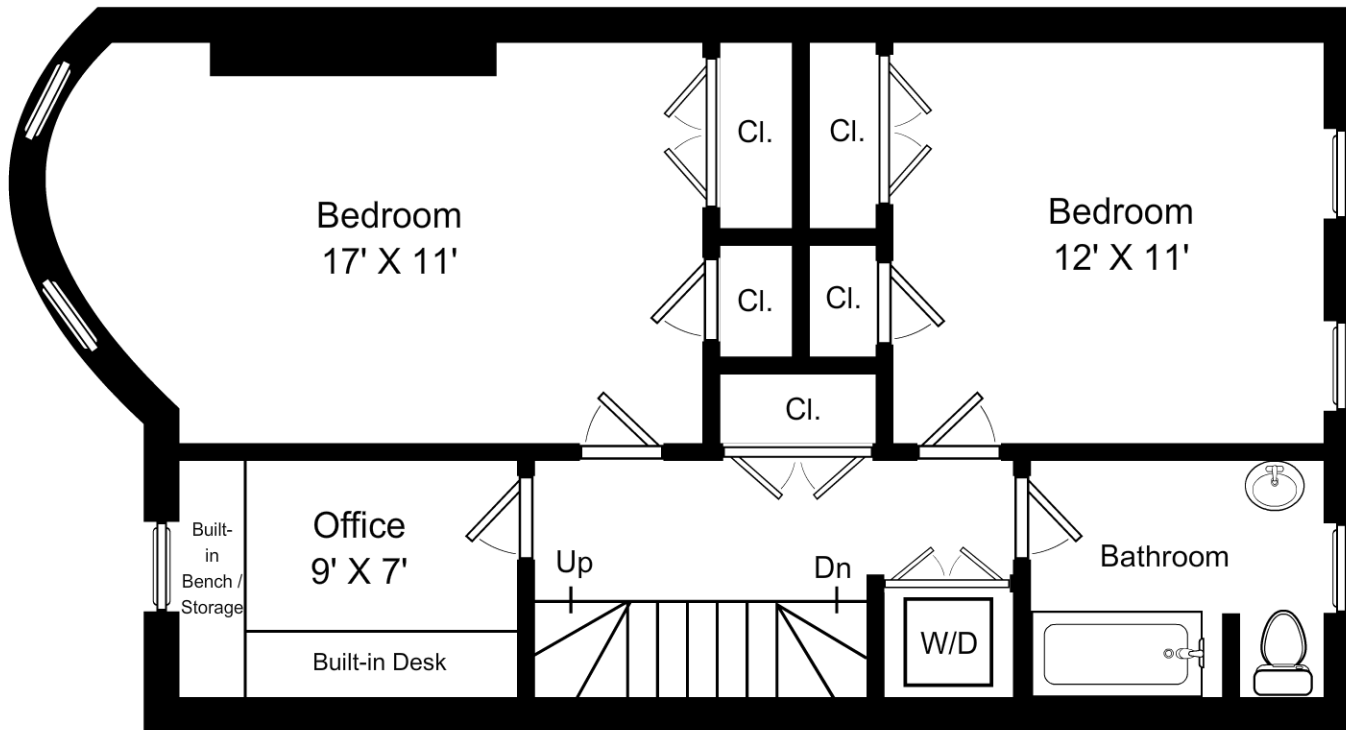 Bedroom
17' X 11'
Cl.
Cl.
Bedroom
12' X 11'
Cl.
Cl.
Cl.
Built-
in
Bench /
Storage
Office
9' X 7'
Built-in Desk
Up
Dn
W/D
Bathroom